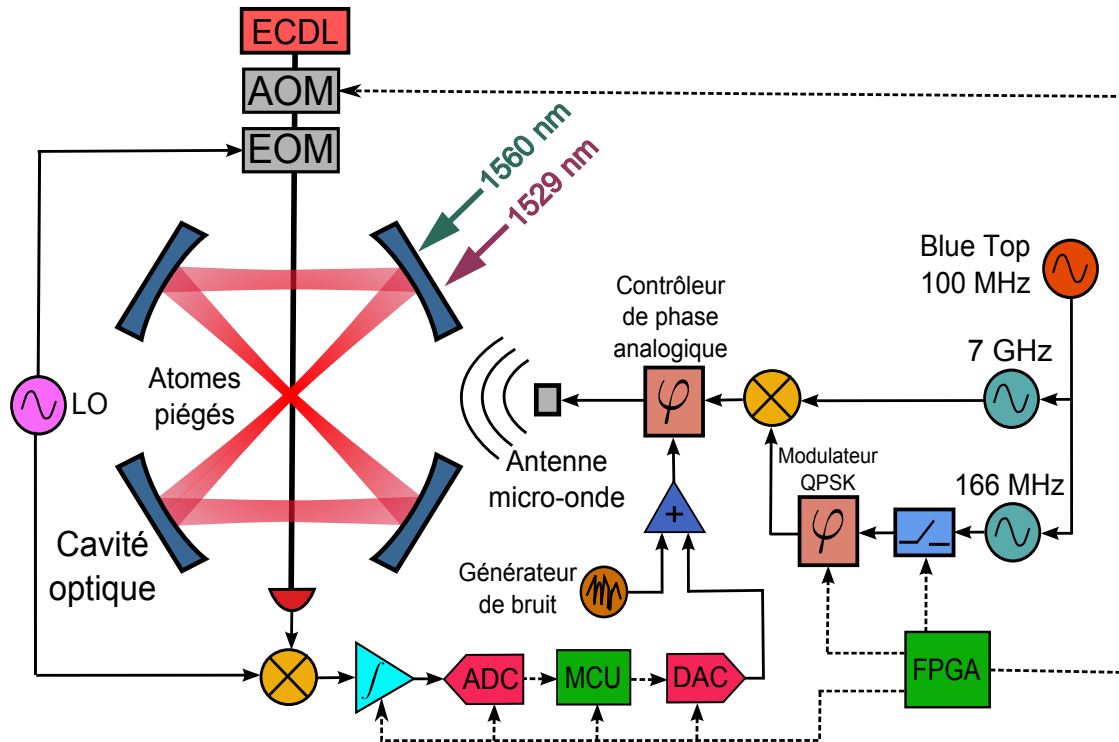 ECDL
AOM
EOM
1560 nm
1529 nm
Blue Top
100 MHz
Contrôleur
de phase
analogique
7 GHz
Atomes
piégés
LO
φ
Antenne
micro-onde
Modulateur
QPSK
166 MHz
φ
+
Cavité
optique
Générateur
de bruit
FPGA
∫
ADC
MCU
DAC